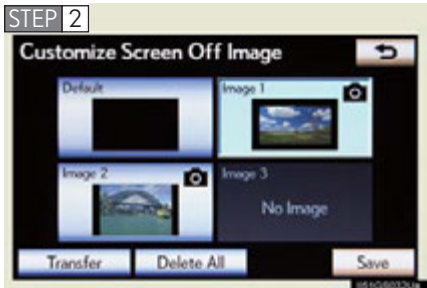 STEP 2
Customize Screen Off Image
Default
Image 1
Image 2
Image 3
No Image
Transfer
Delete All
Save